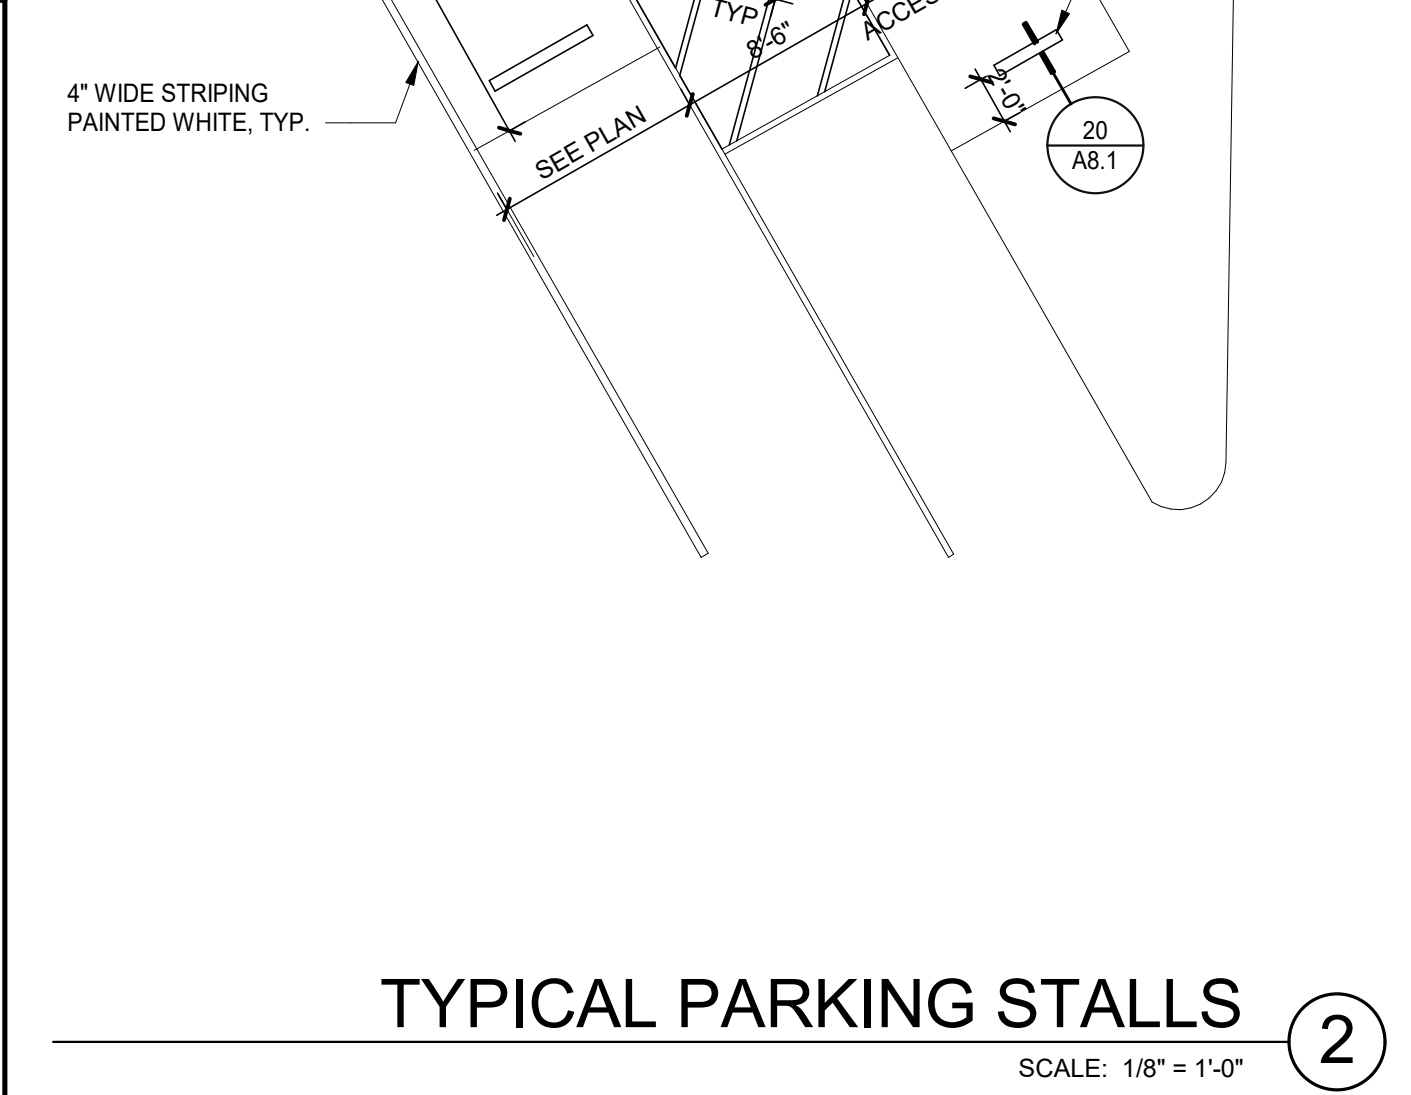 TYP
8'-6"
4" WIDE STRIPING
PAINTED WHITE, TYP.
SEE PLAN
2'-0"
20
A8.1
TYPICAL PARKING STALLS
2
SCALE: 1/8" = 1'-0"